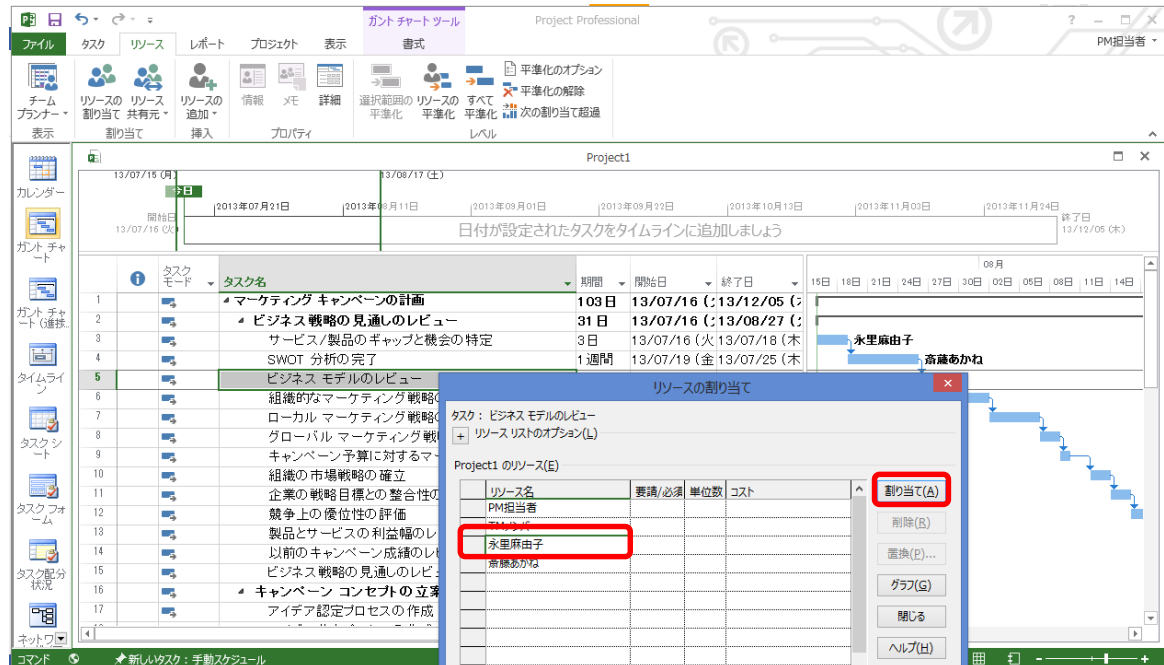 ガント チャート ツール
Project Professional
ファイル タスク リソース レポート プロジェクト 表示 書式
PM担当者
チーム プランナー
リソースの 割り当て
リソース 共有元
リソースの 追加
情報
メモ
詳細
選択範囲の 平準化
リソースの 平準化
すべて 平準化
平準化のオプション
平準化の解除
次の割り当て超過
表示 割り当て 挿入 プロパティ レベル
Project1
13/07/15 (月)
13/08/17 (土)
今日
2013年07月21日 2013年08月11日 2013年09月01日 2013年09月22日 2013年10月13日 2013年11月03日 2013年11月24日
開始日
13/07/16 (火)
日付が設定されたタスクをタイムラインに追加しましょう
終了日
13/12/05 (木)
カレンダー
ガント チャート
ガント チャート (進捗..
タイムライン
タスク シート
タスク フォーム
タスク配分状況
ネットワ
タスク モード タスク名 期間 開始日 終了日
08月
15日 18日 21日 24日 27日 30日 02日 05日 08日 11日 14日
1 マーケティング キャンペーンの計画 103日 13/07/16 ( 13/12/05 (
2 ビジネス戦略の見通しのレビュー 31日 13/07/16 ( 13/08/27 (
3 サービス/製品のギャップと機会の特定 3日 13/07/16 (火 13/07/18 (木 永里麻由子
4 SWOT 分析の完了 1週間 13/07/19 (金 13/07/25 (木 斎藤あかね
5 ビジネス モデルのレビュー
6 組織的なマーケティング戦略
7 ローカル マーケティング戦略
8 グローバル マーケティング戦
9 キャンペーン予算に対するマー
10 組織の市場戦略の確立
11 企業の戦略目標との整合性の
12 競争上の優位性の評価
13 製品とサービスの利益幅のレ
14 以前のキャンペーン成績のレ
15 ビジネス戦略の見通しのレビ
16 キャンペーン コンセプトの立案
17 アイデア認定プロセスの作成
リソースの割り当て
タスク： ビジネス モデルのレビュー
+ リソース リストのオプション(L)
Project1 のリソース(E)
リソース名 要請/必須 単位数 コスト
PM担当者
永里麻由子
斎藤あかね
割り当て(A)
削除(R)
置換(P)...
グラフ(G)
閉じる
ヘルプ(H)
コマンド 新しいタスク : 手動スケジュール